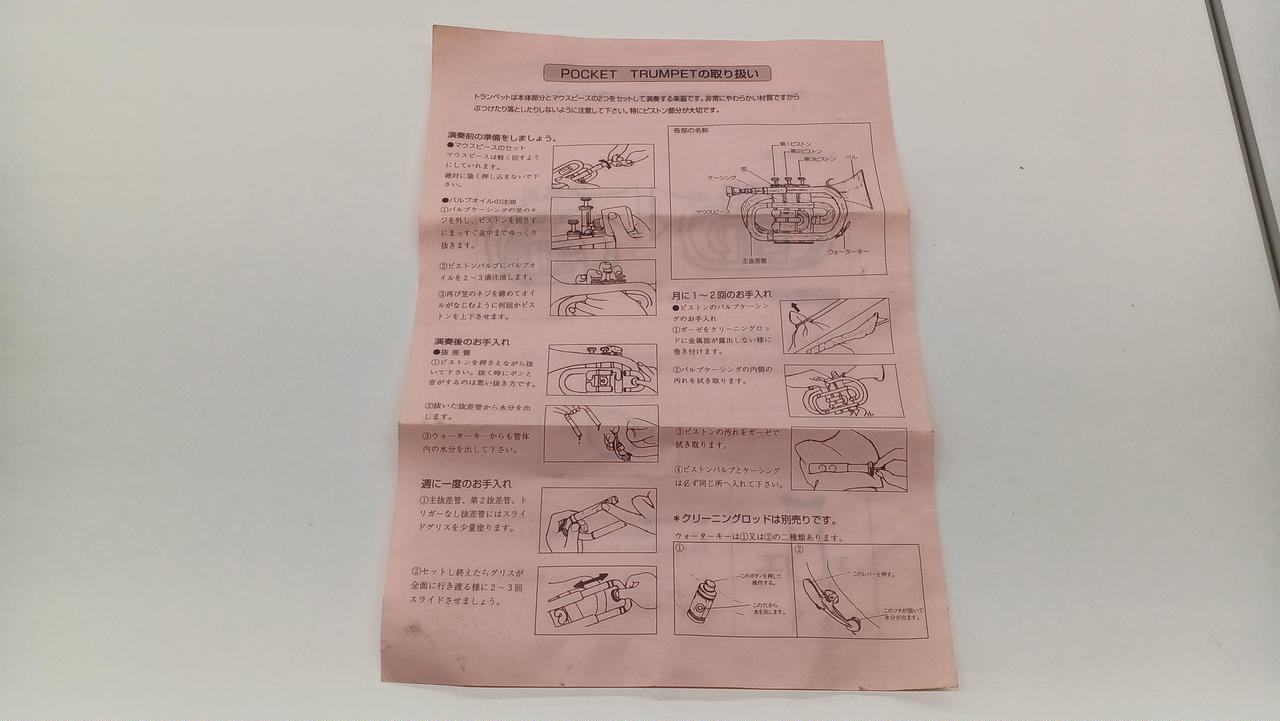 POCKET TRUMPETの取り扱い
トランペットは本体部分とマウスピースの2つをセットして演奏する楽器です。非常にやわらかい材質ですから
ぶつけたり落としたりしないように注意して下さい。特にピストン部分が大切です。
演奏前の準備をしましょう。
●マウスピースのセット
マウスピースは軽く回すよう
にしていれます。
絶対に強く押し込まないで下
さい。
●バルブオイルの注油
①バルブケーシングの笠のネ
ジを外し、ピストンを回さず
にまっすぐ途中までゆっくり
抜きます。
②ピストンバルブにバルブオ
イルを2〜3滴注油します。
③再び笠のネジを締めてオイ
ルがなじむように何回かピス
トンを上下させます。
演奏後のお手入れ
●抜差管
①ピストンを押さえながら抜
いて下さい。抜く時にポンと
音がするのは悪い抜き方です。
②抜いた抜差管から水分を出
します。
③ウォーターキーからも管体
内の水分を出して下さい。
週に一度のお手入れ
①主抜差管、第2抜差管、ト
リガーなし抜差管にはスライ
ドグリスを少量塗ります。
②セットし終えたらグリスが
全面に行き渡る様に2〜3回
スライドさせましょう。
各部の名称
第1ピストン
第2ピストン
第3ピストン
ベル
笠
ケーシング
マウスピース
ウォーターキー
主抜差管
月に1〜2回のお手入れ
●ピストンのバルブケーシン
グのお手入れ
①ガーゼをクリーニングロッ
ドに金属部が露出しない様に
巻き付けます。
②バルブケーシングの内側の
汚れを拭き取ります。
③ピストンの汚れをガーゼで
拭き取ります。
④ピストンバルブとケーシング
は必ず同じ所へ入れて下さい。
＊クリーニングロッドは別売りです。
ウォーターキーは①又は②の二種類あります。
①
このボタンを押して
操作する。
この穴から
水を出します。
②
このレバーを押す。
このフタが開いて
水分が出ます。